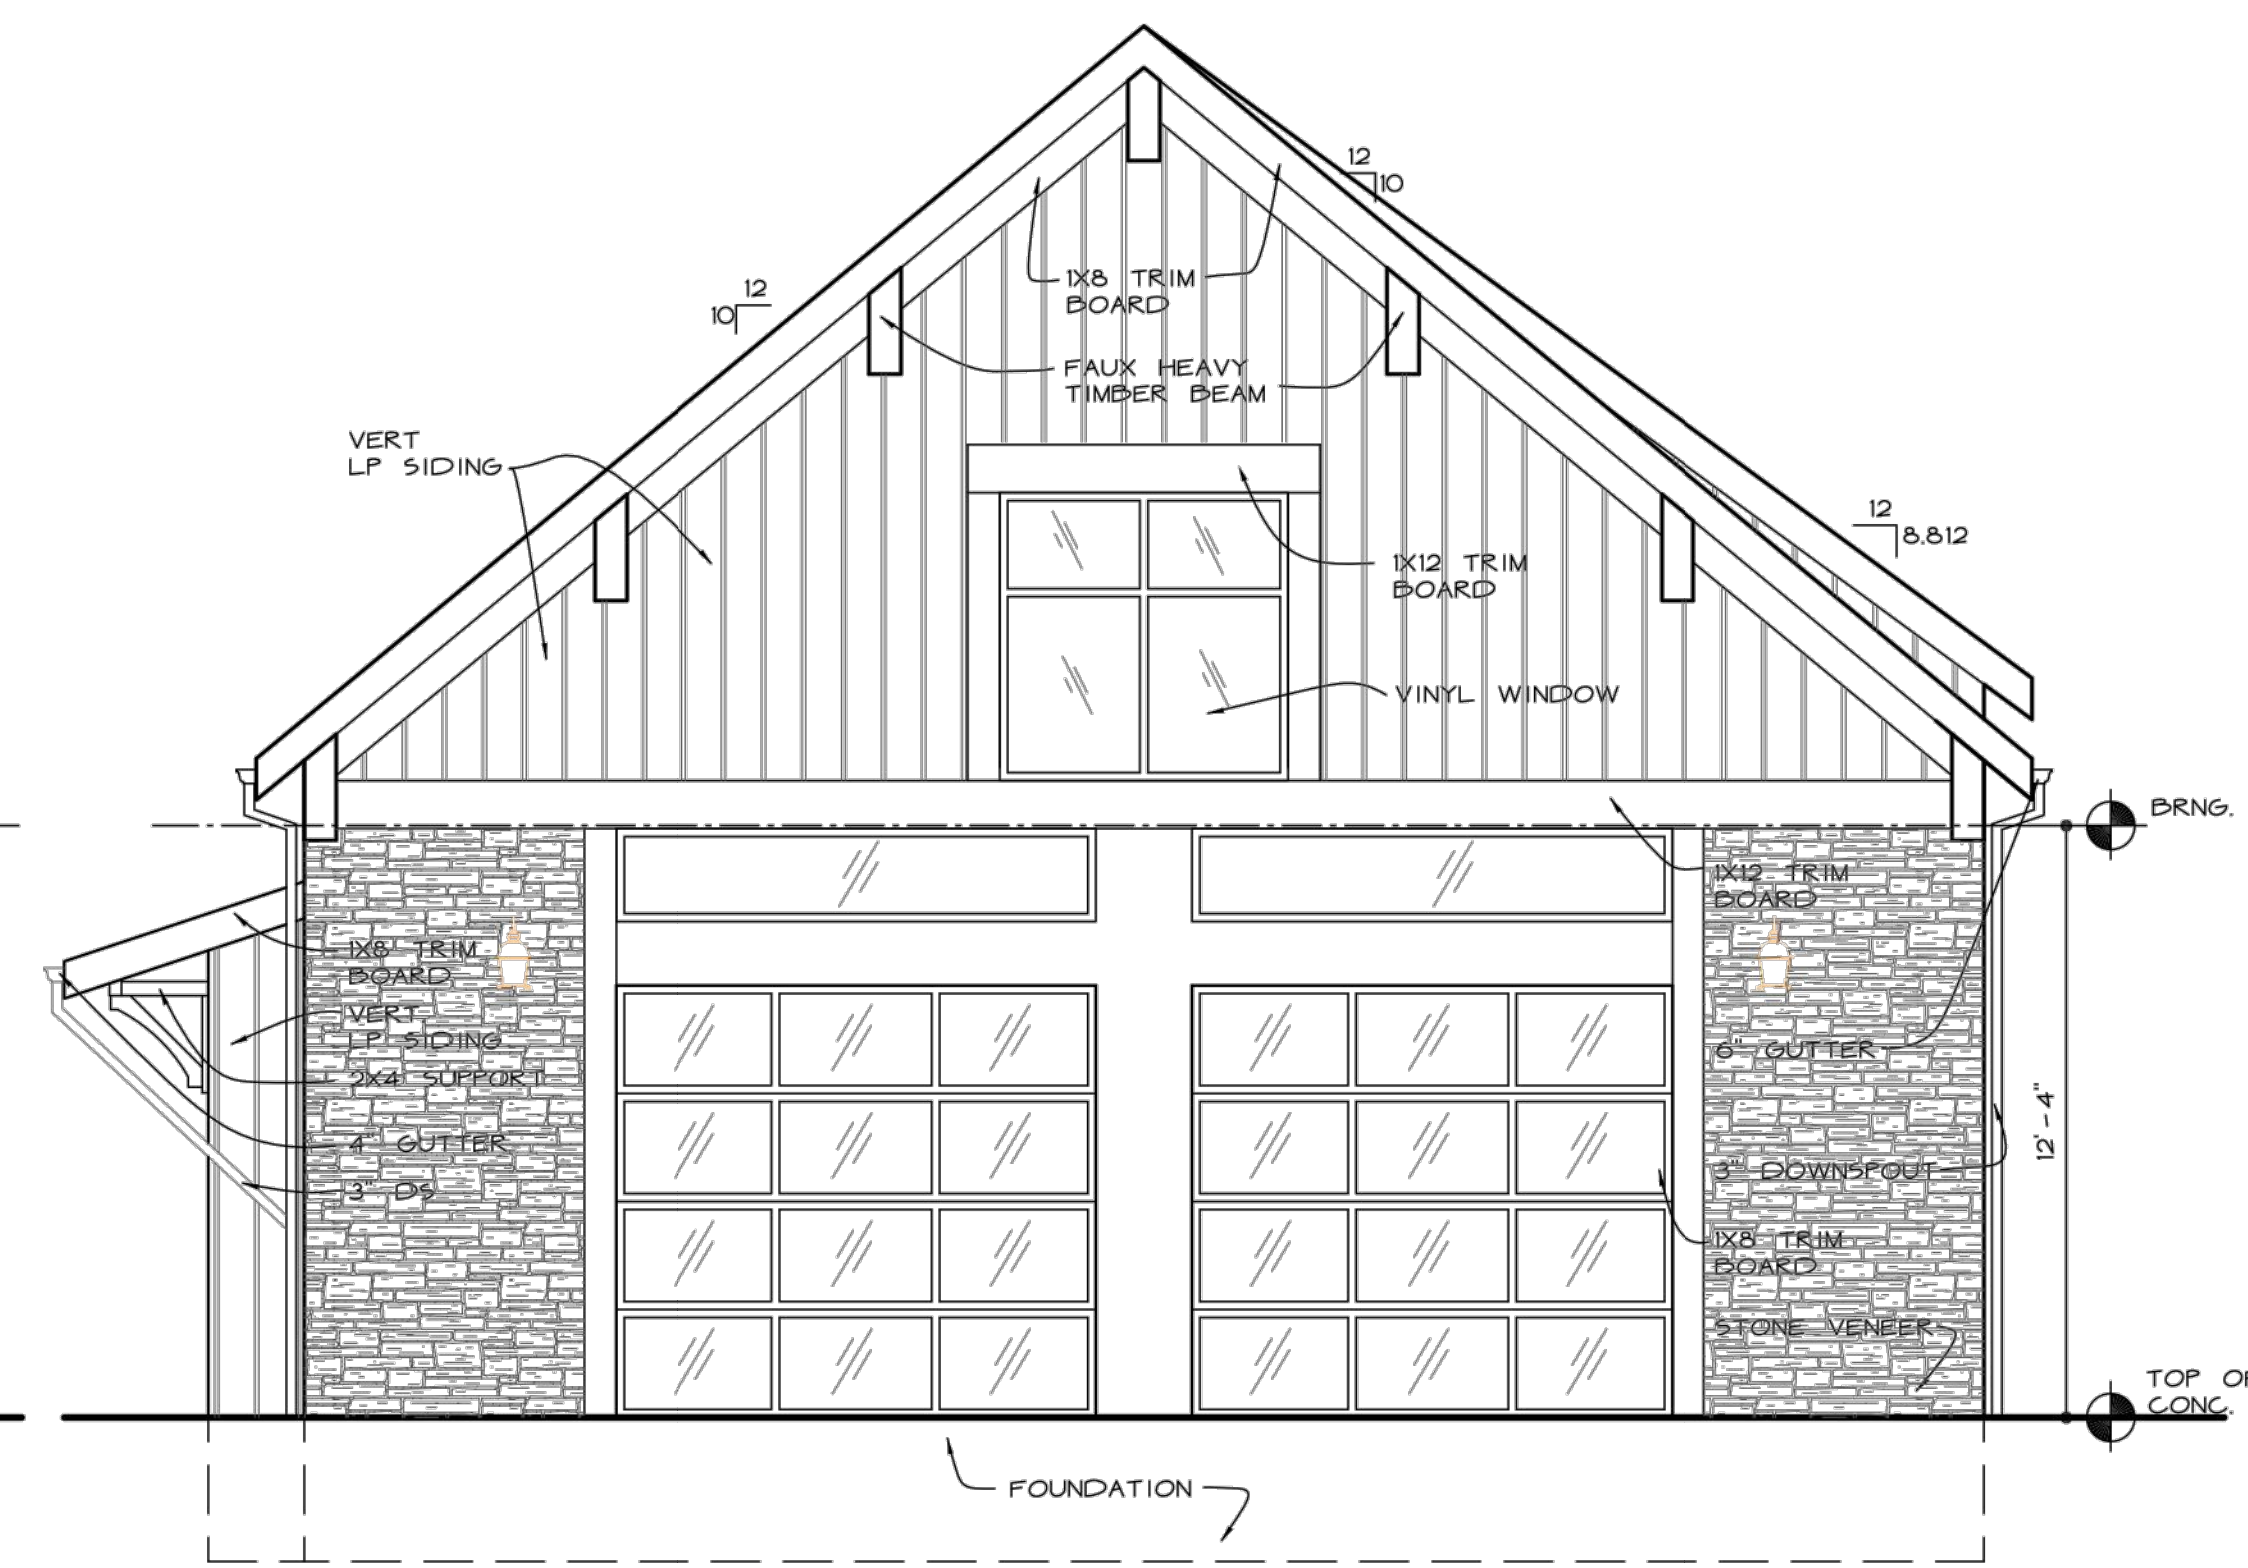 12
10
12
10
1X8 TRIM
BOARD
FAUX HEAVY
TIMBER BEAM
VERT
LP SIDING
12
8.812
1X12 TRIM
BOARD
VINYL WINDOW
BRNG.
1X12 TRIM
BOARD
1X8 TRIM
BOARD
VERT
LP SIDING
2X4 SUPPORT
4" GUTTER
3" DS
6" GUTTER
12'-4"
3" DOWNSPOUT
1X8 TRIM
BOARD
STONE VENEER
TOP OF
CONC.
FOUNDATION